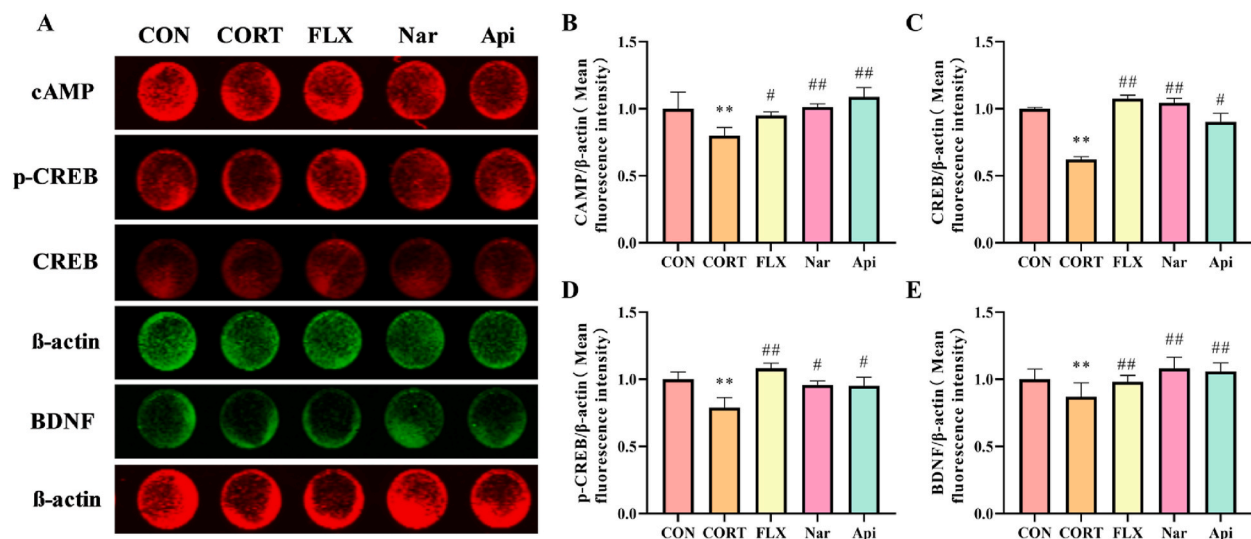 A
CON CORT FLX Nar Api
cAMP
p-CREB
CREB
ß-actin
BDNF
ß-actin
B
CAMP/β-actin（Mean
fluorescence intensity）
1.5
1.0
0.5
0.0
** # ## ##
CON CORT FLX Nar Api
C
CREB/β-actin（Mean
fluorescence intensity）
1.5
1.0
0.5
0.0
** ## ## #
CON CORT FLX Nar Api
D
p-CREB/β-actin（Mean
fluorescence intensity）
1.5
1.0
0.5
0.0
** ## # #
CON CORT FLX Nar Api
E
BDNF/β-actin（Mean
fluorescence intensity）
1.5
1.0
0.5
0.0
** ## ## ##
CON CORT FLX Nar Api